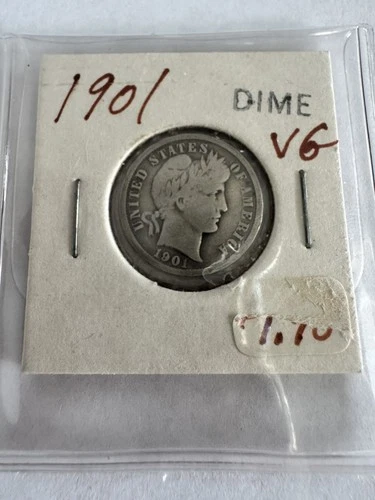 1901 DIME
VG
UNITED STATES OF AMERICA
1901